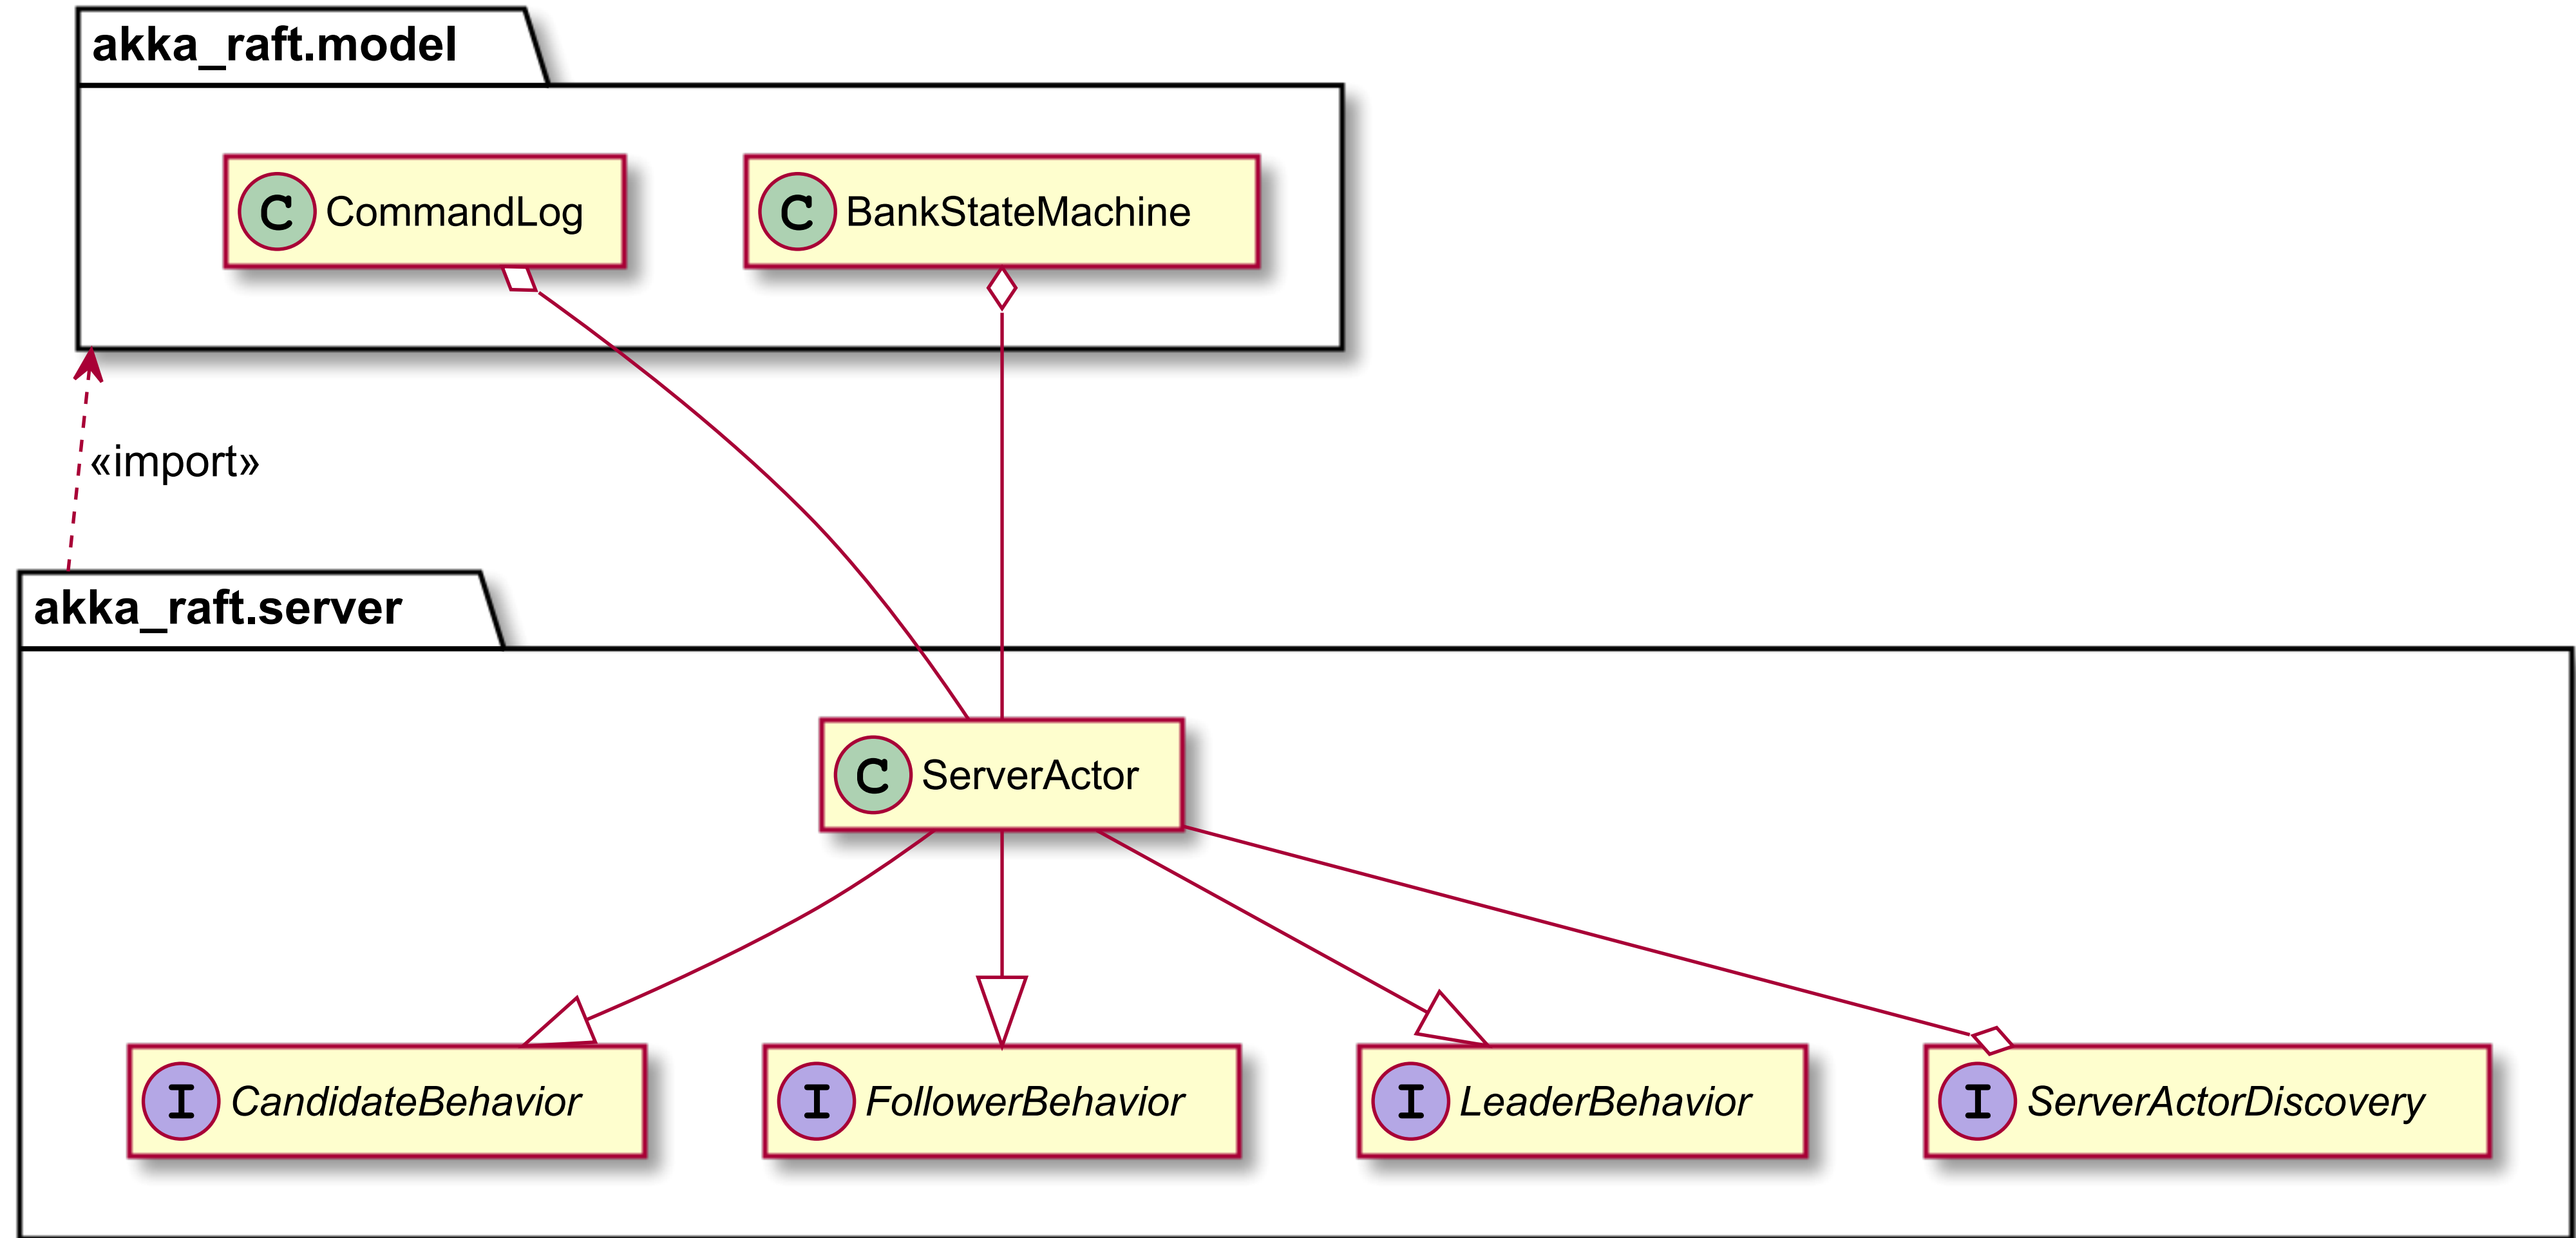 akka_raft.model
C CommandLog
C BankStateMachine
«import»
akka_raft.server
C ServerActor
I CandidateBehavior
I FollowerBehavior
I LeaderBehavior
I ServerActorDiscovery